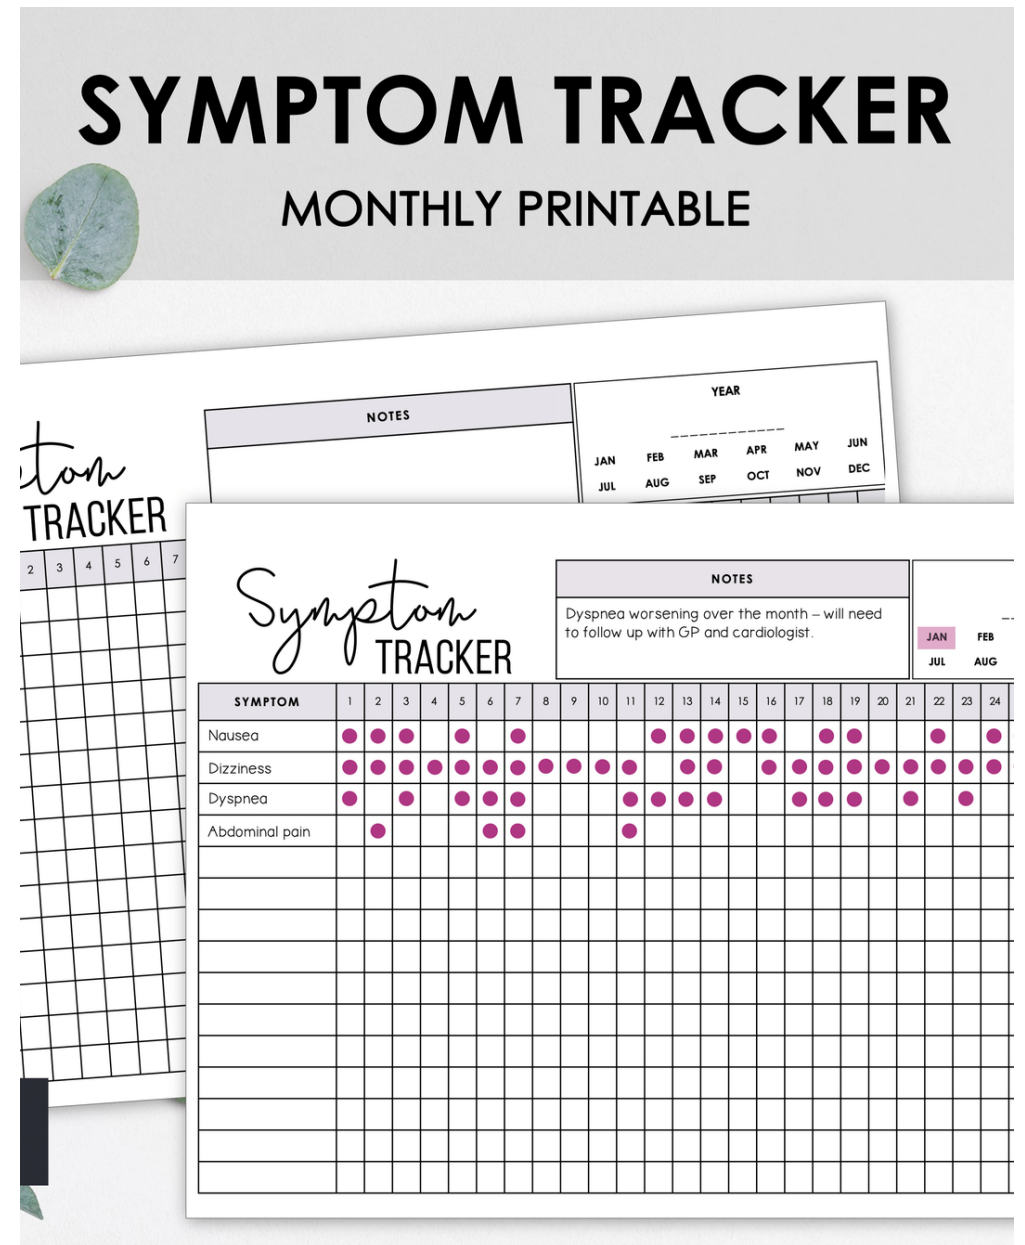 SYMPTOM TRACKER
MONTHLY PRINTABLE
NOTES
YEAR
JAN FEB MAR APR MAY JUN
JUL AUG SEP OCT NOV DEC
tom
TRACKER
2 3 4 5 6 7
Symptom
TRACKER
NOTES
Dyspnea worsening over the month – will need
to follow up with GP and cardiologist.
JAN FEB
JUL AUG
SYMPTOM 1 2 3 4 5 6 7 8 9 10 11 12 13 14 15 16 17 18 19 20 21 22 23 24
Nausea
Dizziness
Dyspnea
Abdominal pain